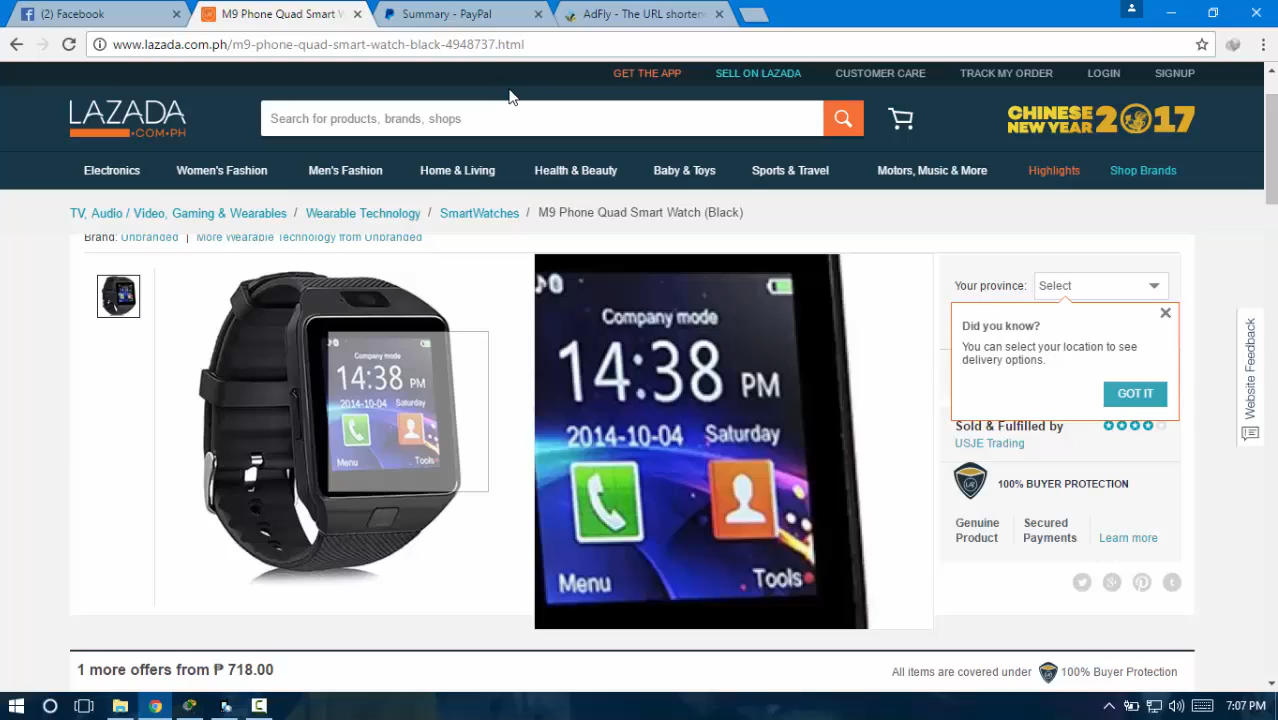 (2) Facebook
M9 Phone Quad Smart W
Summary - PayPal
AdFly - The URL shortene
www.lazada.com.ph/m9-phone-quad-smart-watch-black-4948737.html
GET THE APP
SELL ON LAZADA
CUSTOMER CARE
TRACK MY ORDER
LOGIN
SIGNUP
LAZADA
.COM.PH
Search for products, brands, shops
CHINESE
NEW YEAR 2017
Electronics
Women's Fashion
Men's Fashion
Home & Living
Health & Beauty
Baby & Toys
Sports & Travel
Motors, Music & More
Highlights
Shop Brands
TV, Audio / Video, Gaming & Wearables / Wearable Technology / SmartWatches / M9 Phone Quad Smart Watch (Black)
Brand: Unbranded | More Wearable Technology from Unbranded
Company mode
14:38 PM
2014-10-04 Saturday
Menu Tools
Company mode
14:38 PM
2014-10-04 Saturday
Menu Tools
Your province: Select
Did you know?
You can select your location to see
delivery options.
GOT IT
Sold & Fulfilled by
USJE Trading
100% BUYER PROTECTION
Genuine
Product
Secured
Payments
Learn more
Website Feedback
1 more offers from ₱ 718.00
All items are covered under 100% Buyer Protection
7:07 PM